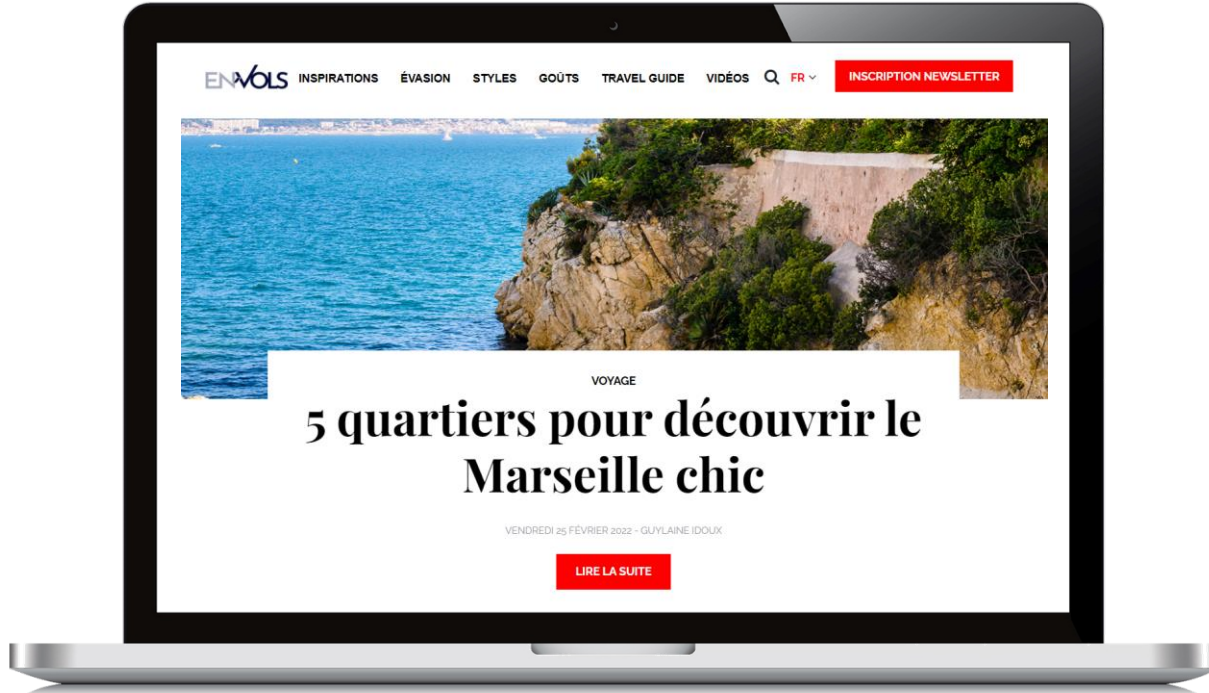 ENVOLS INSPIRATIONS ÉVASION STYLES GOÛTS TRAVEL GUIDE VIDÉOS FR INSCRIPTION NEWSLETTER
VOYAGE
5 quartiers pour découvrir le
Marseille chic
VENDREDI 25 FÉVRIER 2022 - GUYLAINE IDOUX
LIRE LA SUITE